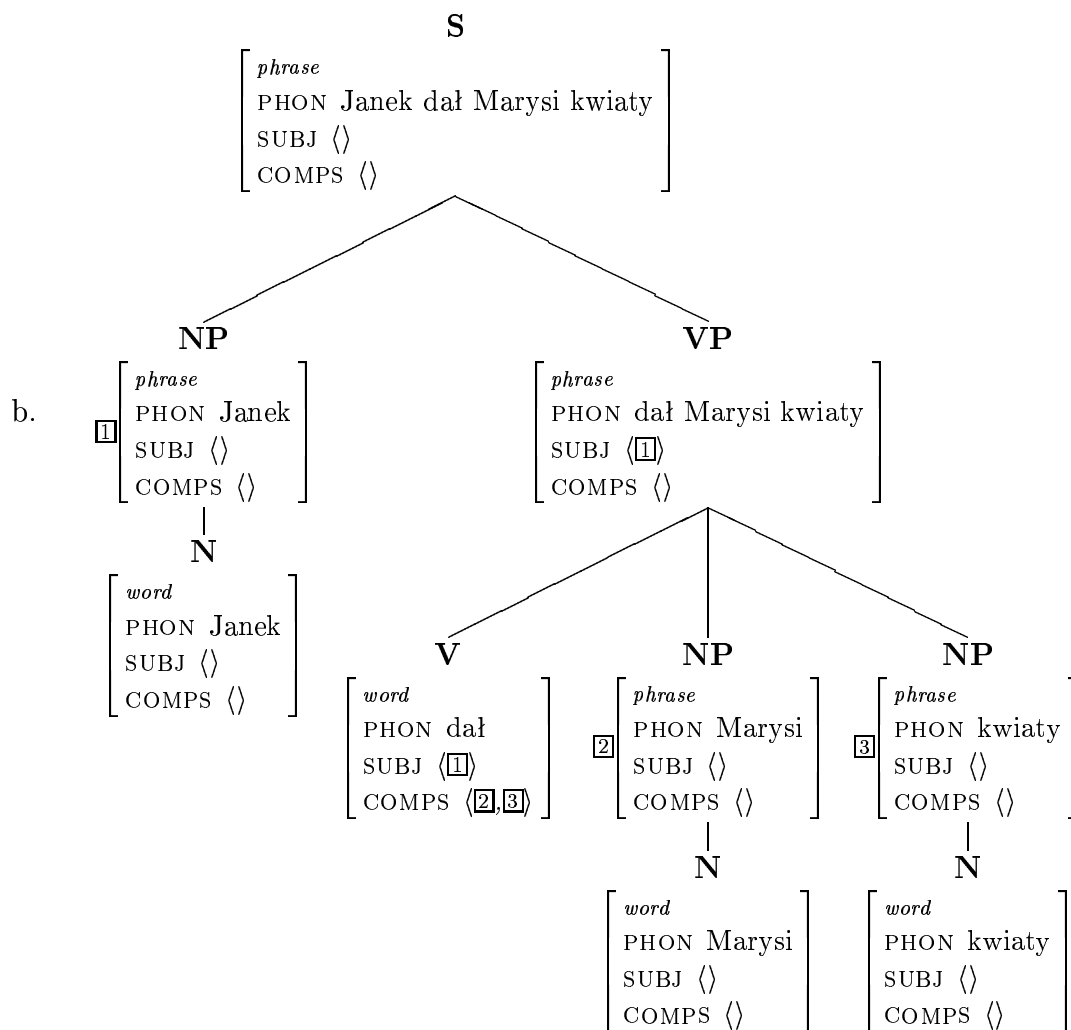 S
phrase
PHON Janek dał Marysi kwiaty
SUBJ ⟨⟩
COMPS ⟨⟩
NP VP
b.
1
phrase
PHON Janek
SUBJ ⟨⟩
COMPS ⟨⟩
phrase
PHON dał Marysi kwiaty
SUBJ ⟨1⟩
COMPS ⟨⟩
N
word
PHON Janek
SUBJ ⟨⟩
COMPS ⟨⟩
V NP NP
word
PHON dał
SUBJ ⟨1⟩
COMPS ⟨2,3⟩
2
phrase
PHON Marysi
SUBJ ⟨⟩
COMPS ⟨⟩
3
phrase
PHON kwiaty
SUBJ ⟨⟩
COMPS ⟨⟩
N N
word
PHON Marysi
SUBJ ⟨⟩
COMPS ⟨⟩
word
PHON kwiaty
SUBJ ⟨⟩
COMPS ⟨⟩